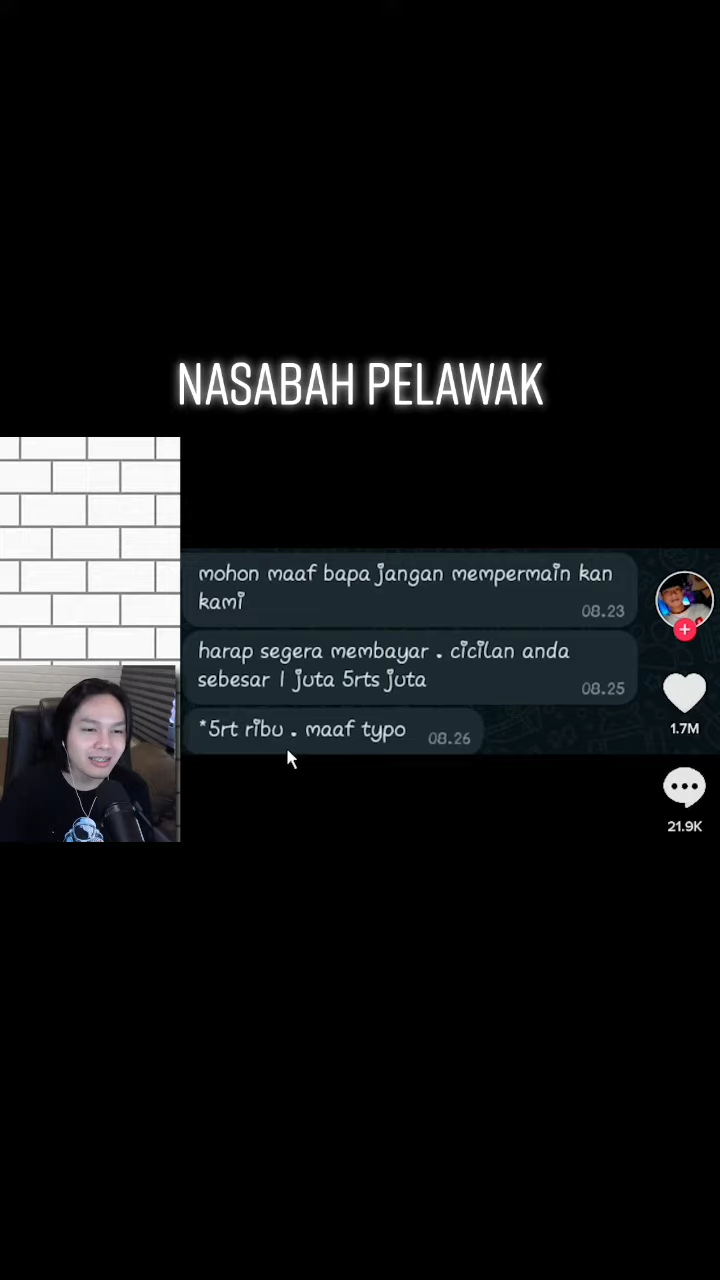 NASABAH PELAWAK
mohon maaf bapa jangan mempermain kan
kami
08.23
harap segera membayar . cicilan anda
sebesar 1 juta 5rts juta
08.25
*5rt ribu . maaf typo
08.26
1.7M
21.9K